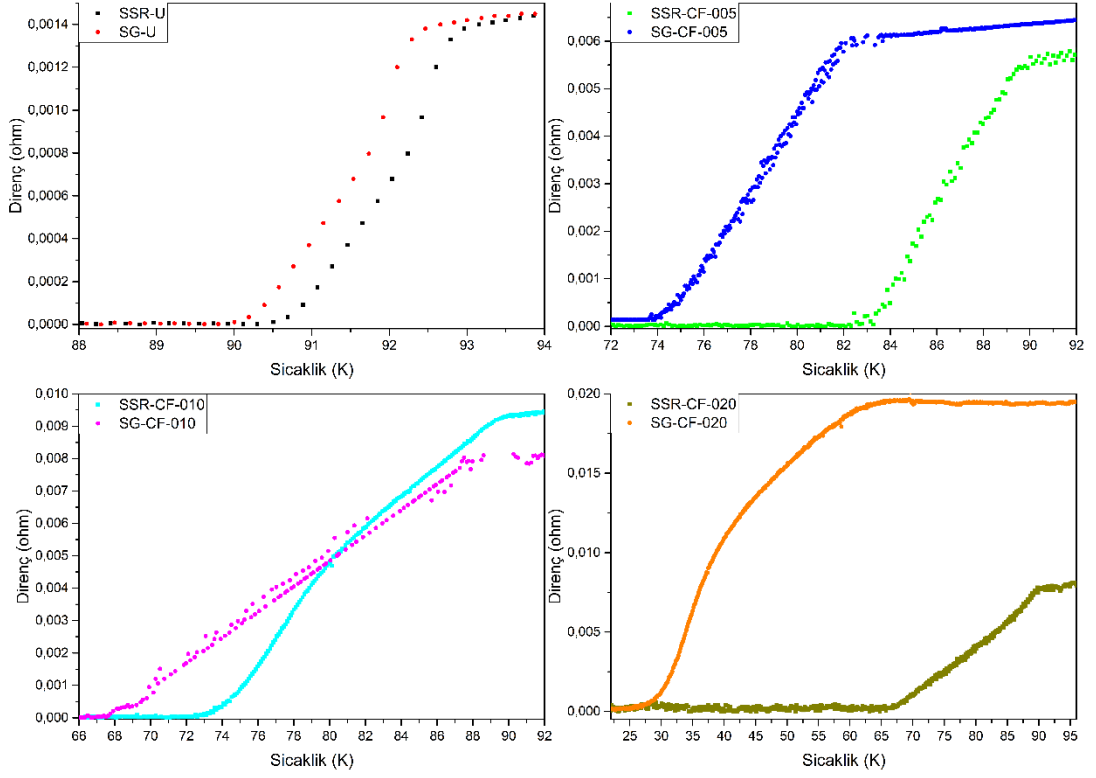 SSR-U
SG-U
0,0014
0,0012
0,0010
0,0008
0,0006
0,0004
0,0002
0,0000
Direnç (ohm)
88 89 90 91 92 93 94
Sicaklik (K)
SSR-CF-005
SG-CF-005
0,006
0,005
0,003
0,002
0,001
0,000
Direnç (ohm)
72 74 76 78 80 82 84 86 88 90 92
Sicaklik (K)
SSR-CF-010
SG-CF-010
0,010
0,009
0,008
0,007
0,006
0,005
0,004
0,003
0,002
0,001
0,000
Direnç (ohm)
66 68 70 72 74 76 78 80 82 84 86 88 90 92
Sicaklik (K)
SSR-CF-020
SG-CF-020
0,020
0,015
0,010
0,005
0,000
Direnç (ohm)
25 30 35 40 45 50 55 60 65 70 75 80 85 90 95
Sicaklik (K)